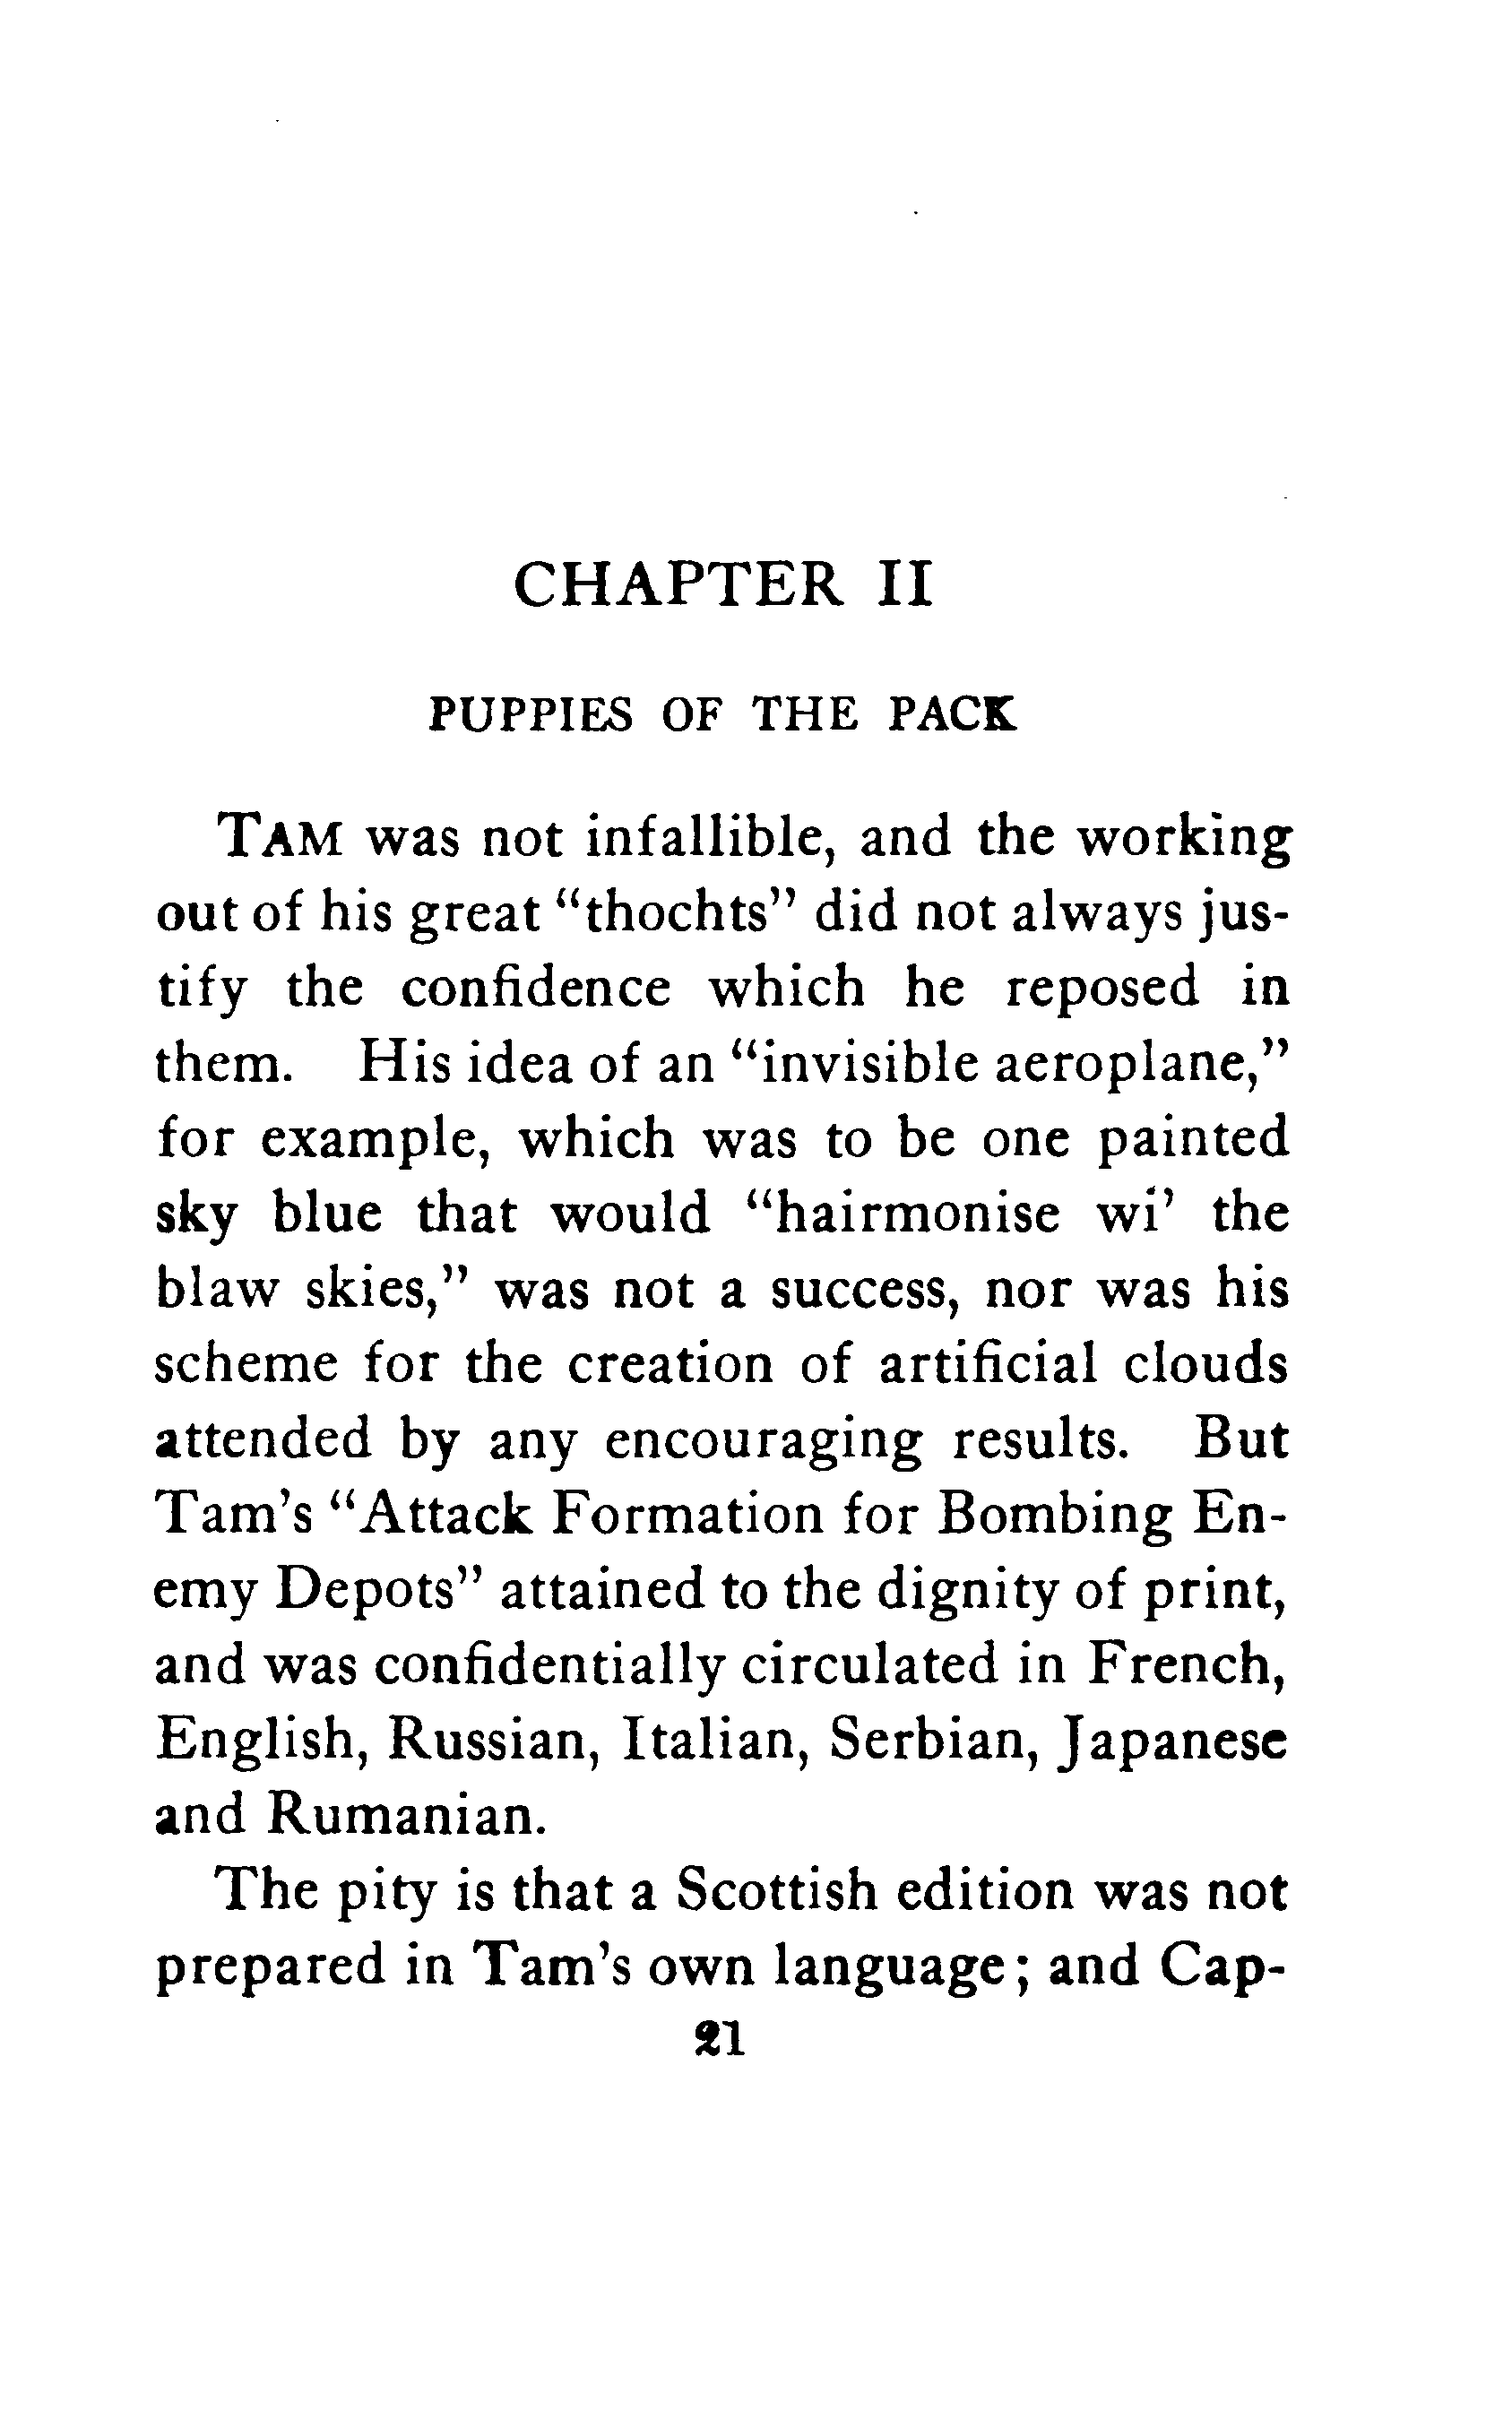 CHAPTER II
PUPPIES OF THE PACK
TAM was not infallible, and the working
out of his great "thochts" did not always jus-
tify the confidence which he reposed in
them. His idea of an "invisible aeroplane,"
for example, which was to be one painted
sky blue that would "hairmonise wi' the
blaw skies," was not a success, nor was his
scheme for the creation of artificial clouds
attended by any encouraging results. But
Tam's "Attack Formation for Bombing En-
emy Depots" attained to the dignity of print,
and was confidentially circulated in French,
English, Russian, Italian, Serbian, Japanese
and Rumanian.
The pity is that a Scottish edition was not
prepared in Tam's own language; and Cap-
21